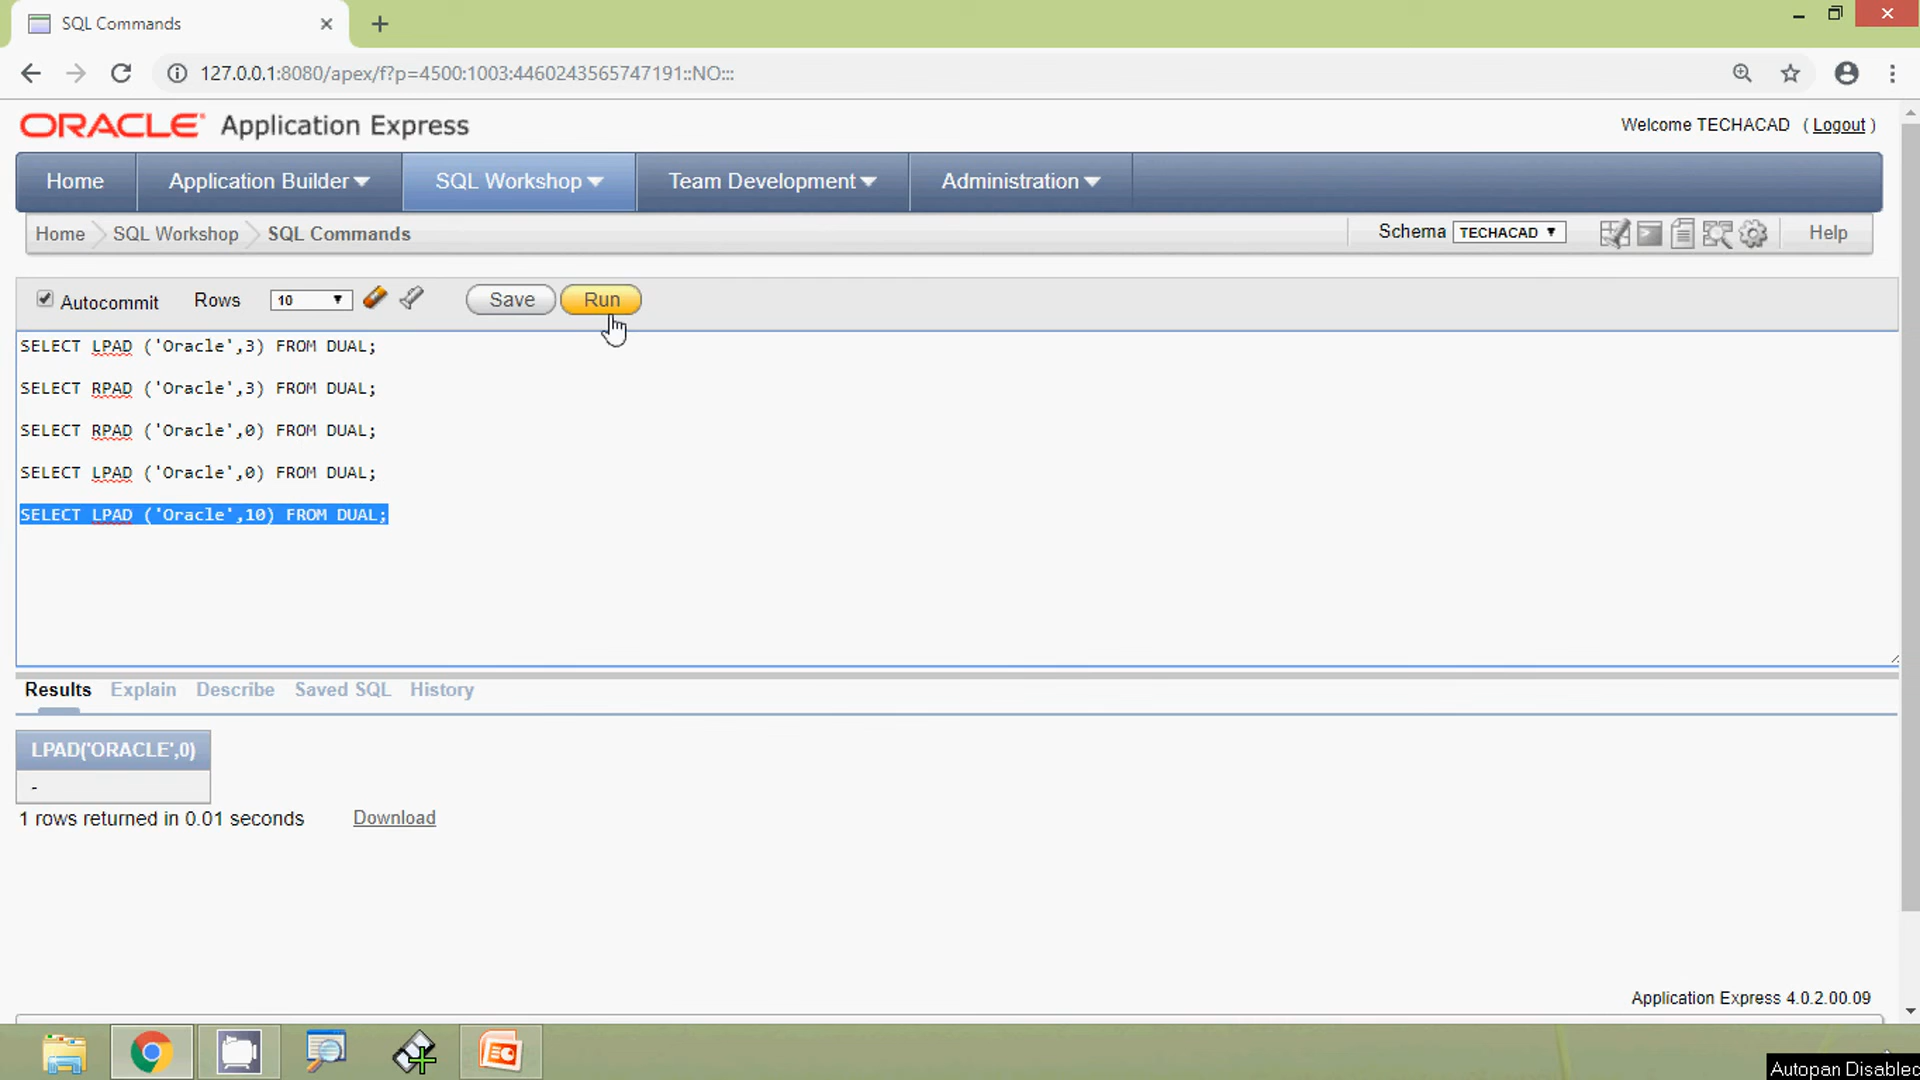 SQL Commands
127.0.0.1:8080/apex/f?p=4500:1003:4460243565747191::NO:::
ORACLE Application Express
Welcome TECHACAD ( Logout )
Home Application Builder SQL Workshop Team Development Administration
Home SQL Workshop SQL Commands Schema TECHACAD Help
Autocommit Rows 10 Save Run
SELECT LPAD ('Oracle',3) FROM DUAL;
SELECT RPAD ('Oracle',3) FROM DUAL;
SELECT RPAD ('Oracle',0) FROM DUAL;
SELECT LPAD ('Oracle',0) FROM DUAL;
SELECT LPAD ('Oracle',10) FROM DUAL;
Results Explain Describe Saved SQL History
LPAD('ORACLE',0)
-
1 rows returned in 0.01 seconds Download
Application Express 4.0.2.00.09
Autopan Disabled